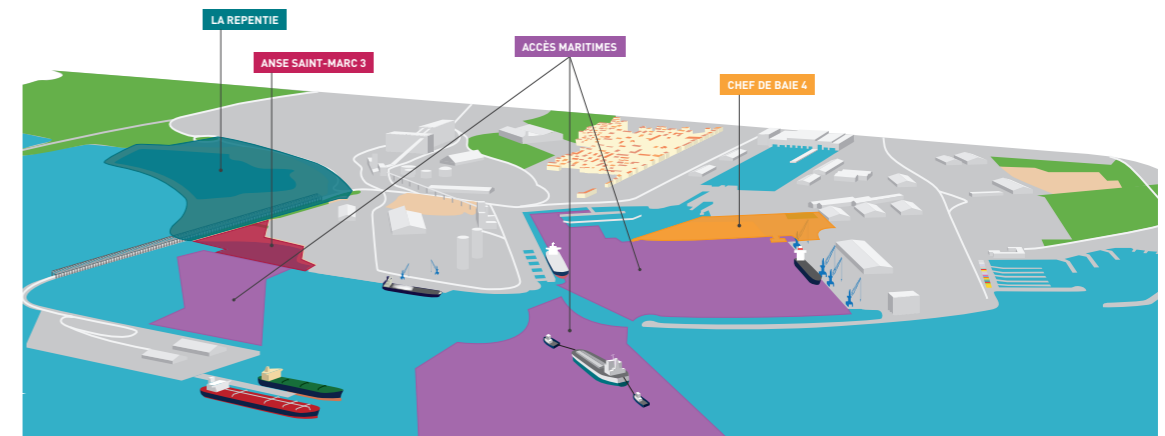 LA REPENTIE
ANSE SAINT-MARC 3
ACCÈS MARITIMES
CHEF DE BAIE 4